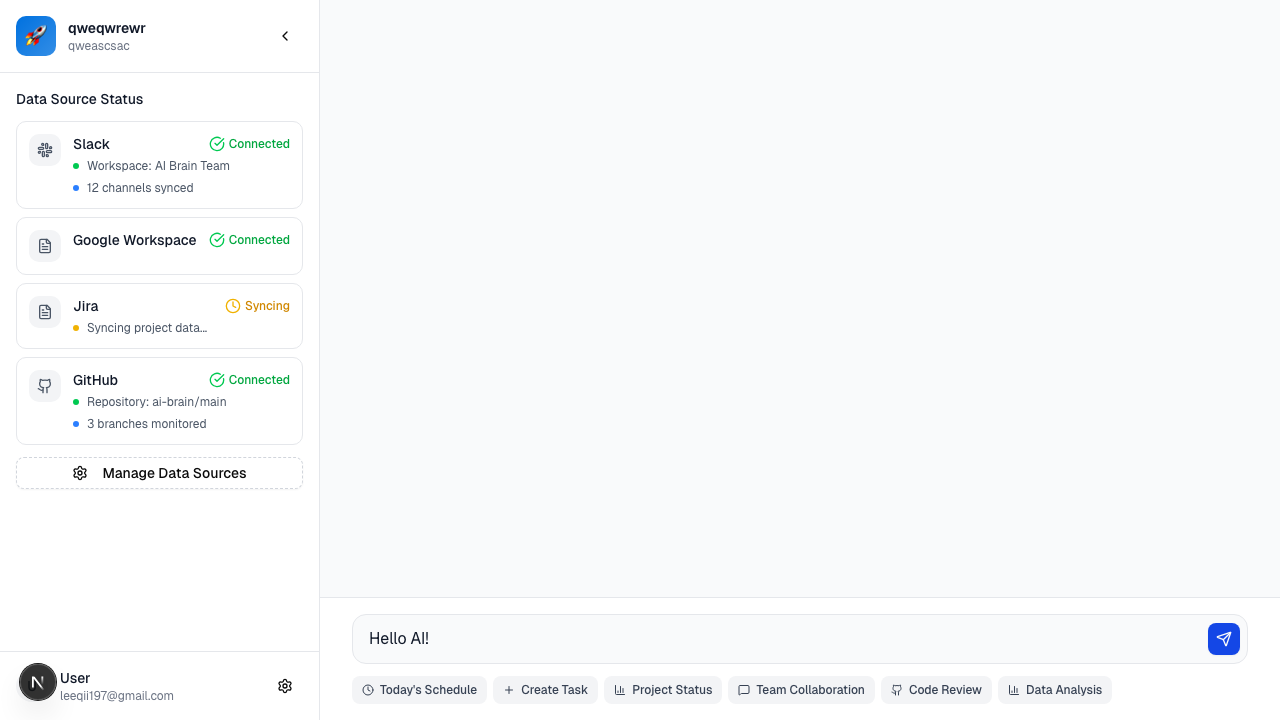 qweqwrewr
qweascsac
Data Source Status
Slack
Connected
Workspace: AI Brain Team
12 channels synced
Google Workspace
Connected
Jira
Syncing
Syncing project data...
GitHub
Connected
Repository: ai-brain/main
3 branches monitored
Manage Data Sources
N
User
leeqii197@gmail.com
Hello AI!
Today's Schedule
Create Task
Project Status
Team Collaboration
Code Review
Data Analysis